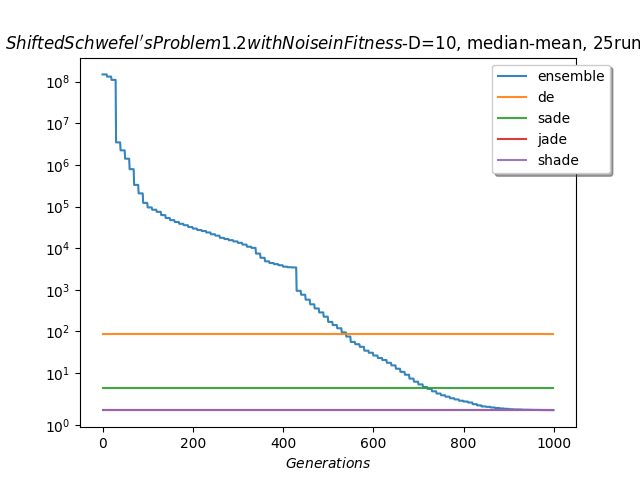 ShiftedSchwefel'sProblem1.2withNoiseinFitness-D=10, median-mean, 25run
ensemble
de
sade
jade
shade
10^8
10^7
10^6
10^5
10^4
10^3
10^2
10^1
10^0
0 200 400 600 800 1000
Generations